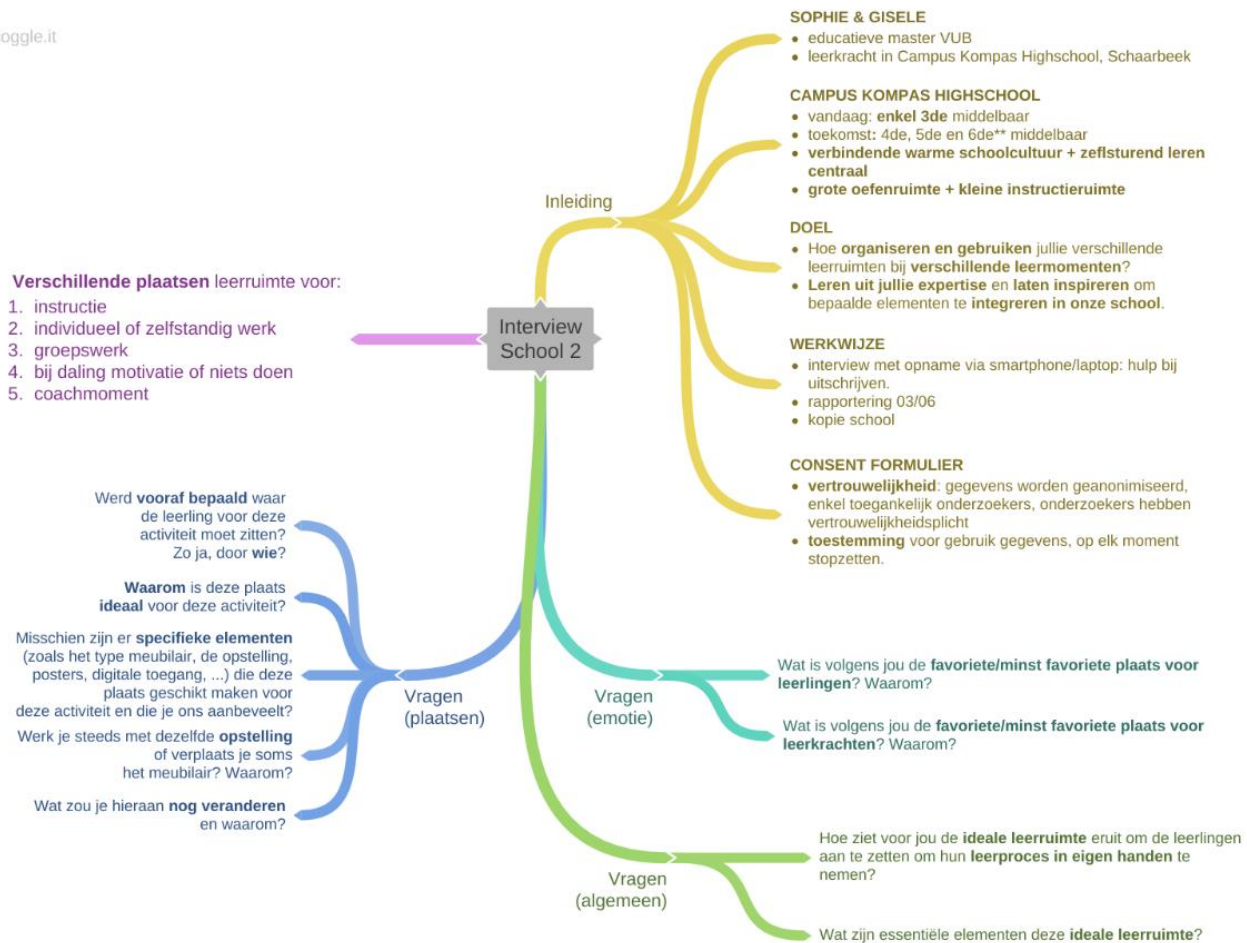 oggle.it
Interview
School 2
Inleiding
SOPHIE & GISELE
• educatieve master VUB
• leerkracht in Campus Kompas Highschool, Schaarbeek
CAMPUS KOMPAS HIGHSCHOOL
• vandaag: enkel 3de middelbaar
• toekomst: 4de, 5de en 6de** middelbaar
• verbindende warme schoolcultuur + zeflsturend leren
centraal
• grote oefenruimte + kleine instructieruimte
DOEL
• Hoe organiseren en gebruiken jullie verschillende
leerruimten bij verschillende leermomenten?
• Leren uit jullie expertise en laten inspireren om
bepaalde elementen te integreren in onze school.
WERKWIJZE
• interview met opname via smartphone/laptop: hulp bij
uitschrijven.
• rapportering 03/06
• kopie school
CONSENT FORMULIER
• vertrouwelijkheid: gegevens worden geanonimiseerd,
enkel toegankelijk onderzoekers, onderzoekers hebben
vertrouwelijkheidsplicht
• toestemming voor gebruik gegevens, op elk moment
stopzetten.
Verschillende plaatsen leerruimte voor:
1. instructie
2. individueel of zelfstandig werk
3. groepswerk
4. bij daling motivatie of niets doen
5. coachmoment
Vragen
(plaatsen)
Werd vooraf bepaald waar
de leerling voor deze
activiteit moet zitten?
Zo ja, door wie?
Waarom is deze plaats
ideaal voor deze activiteit?
Misschien zijn er specifieke elementen
(zoals het type meubilair, de opstelling,
posters, digitale toegang, ...) die deze
plaats geschikt maken voor
deze activiteit en die je ons aanbeveelt?
Werk je steeds met dezelfde opstelling
of verplaats je soms
het meubilair? Waarom?
Wat zou je hieraan nog veranderen
en waarom?
Vragen
(emotie)
Wat is volgens jou de favoriete/minst favoriete plaats voor
leerlingen? Waarom?
Wat is volgens jou de favoriete/minst favoriete plaats voor
leerkrachten? Waarom?
Vragen
(algemeen)
Hoe ziet voor jou de ideale leerruimte eruit om de leerlingen
aan te zetten om hun leerproces in eigen handen te
nemen?
Wat zijn essentiële elementen deze ideale leerruimte?